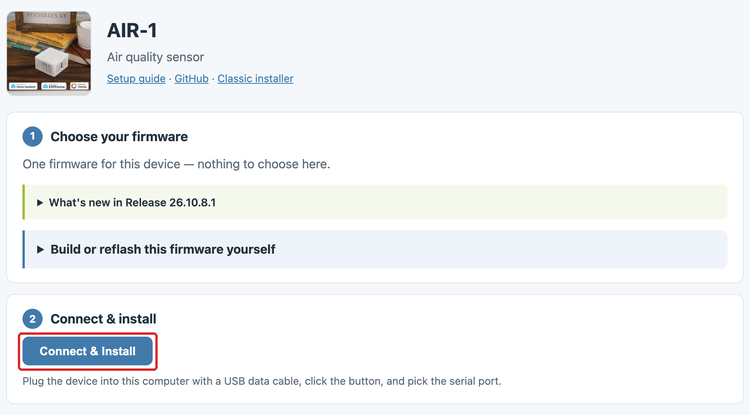 VERSAILLES, KY
AIR-1
Air quality sensor
Setup guide · GitHub · Classic installer
1 Choose your firmware
One firmware for this device — nothing to choose here.
▶ What's new in Release 26.10.8.1
▶ Build or reflash this firmware yourself
2 Connect & install
Connect & Install
Plug the device into this computer with a USB data cable, click the button, and pick the serial port.